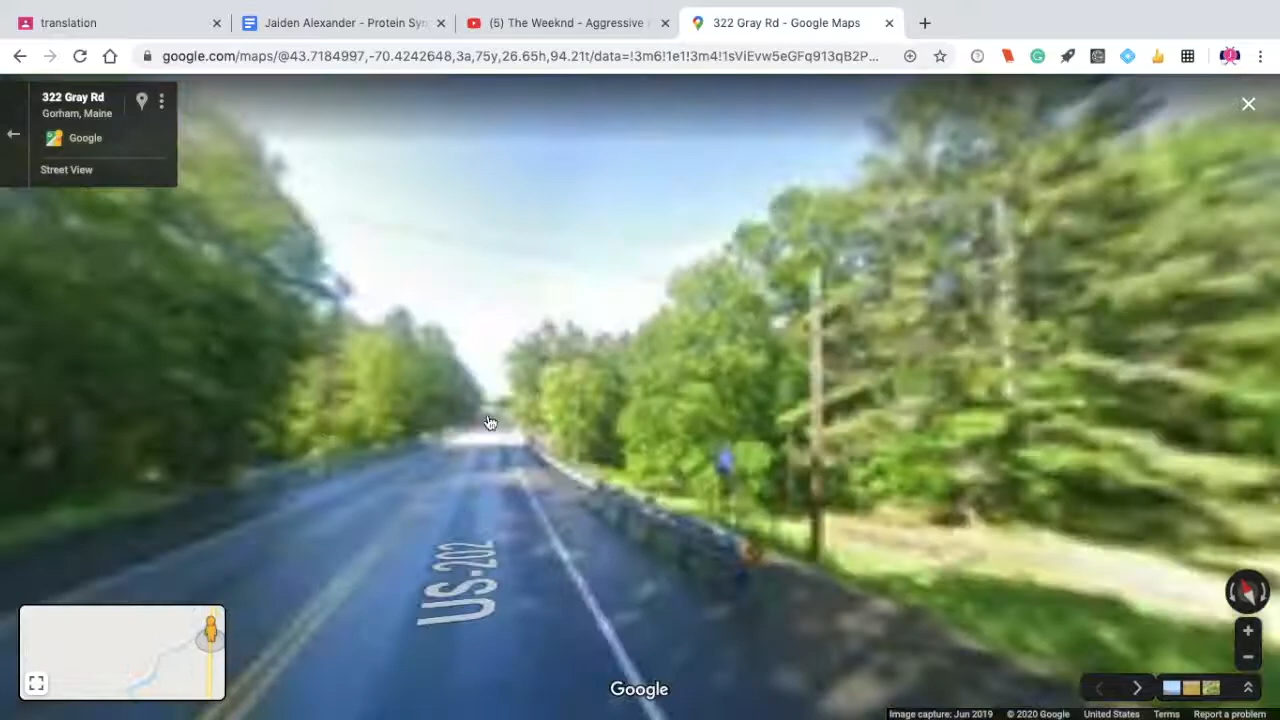 translation
Jaiden Alexander - Protein Syn
(5) The Weeknd - Aggressive
322 Gray Rd - Google Maps
google.com/maps/@43.7184997,-70.4242648,3a,75y,26.65h,94.21t/data=!3m6!1e1!3m4!1sViEvw5eGFq913qB2P...
322 Gray Rd
Gorham, Maine
Google
Street View
US-202
Google
Image capture: Jun 2019 © 2020 Google United States Terms Report a problem